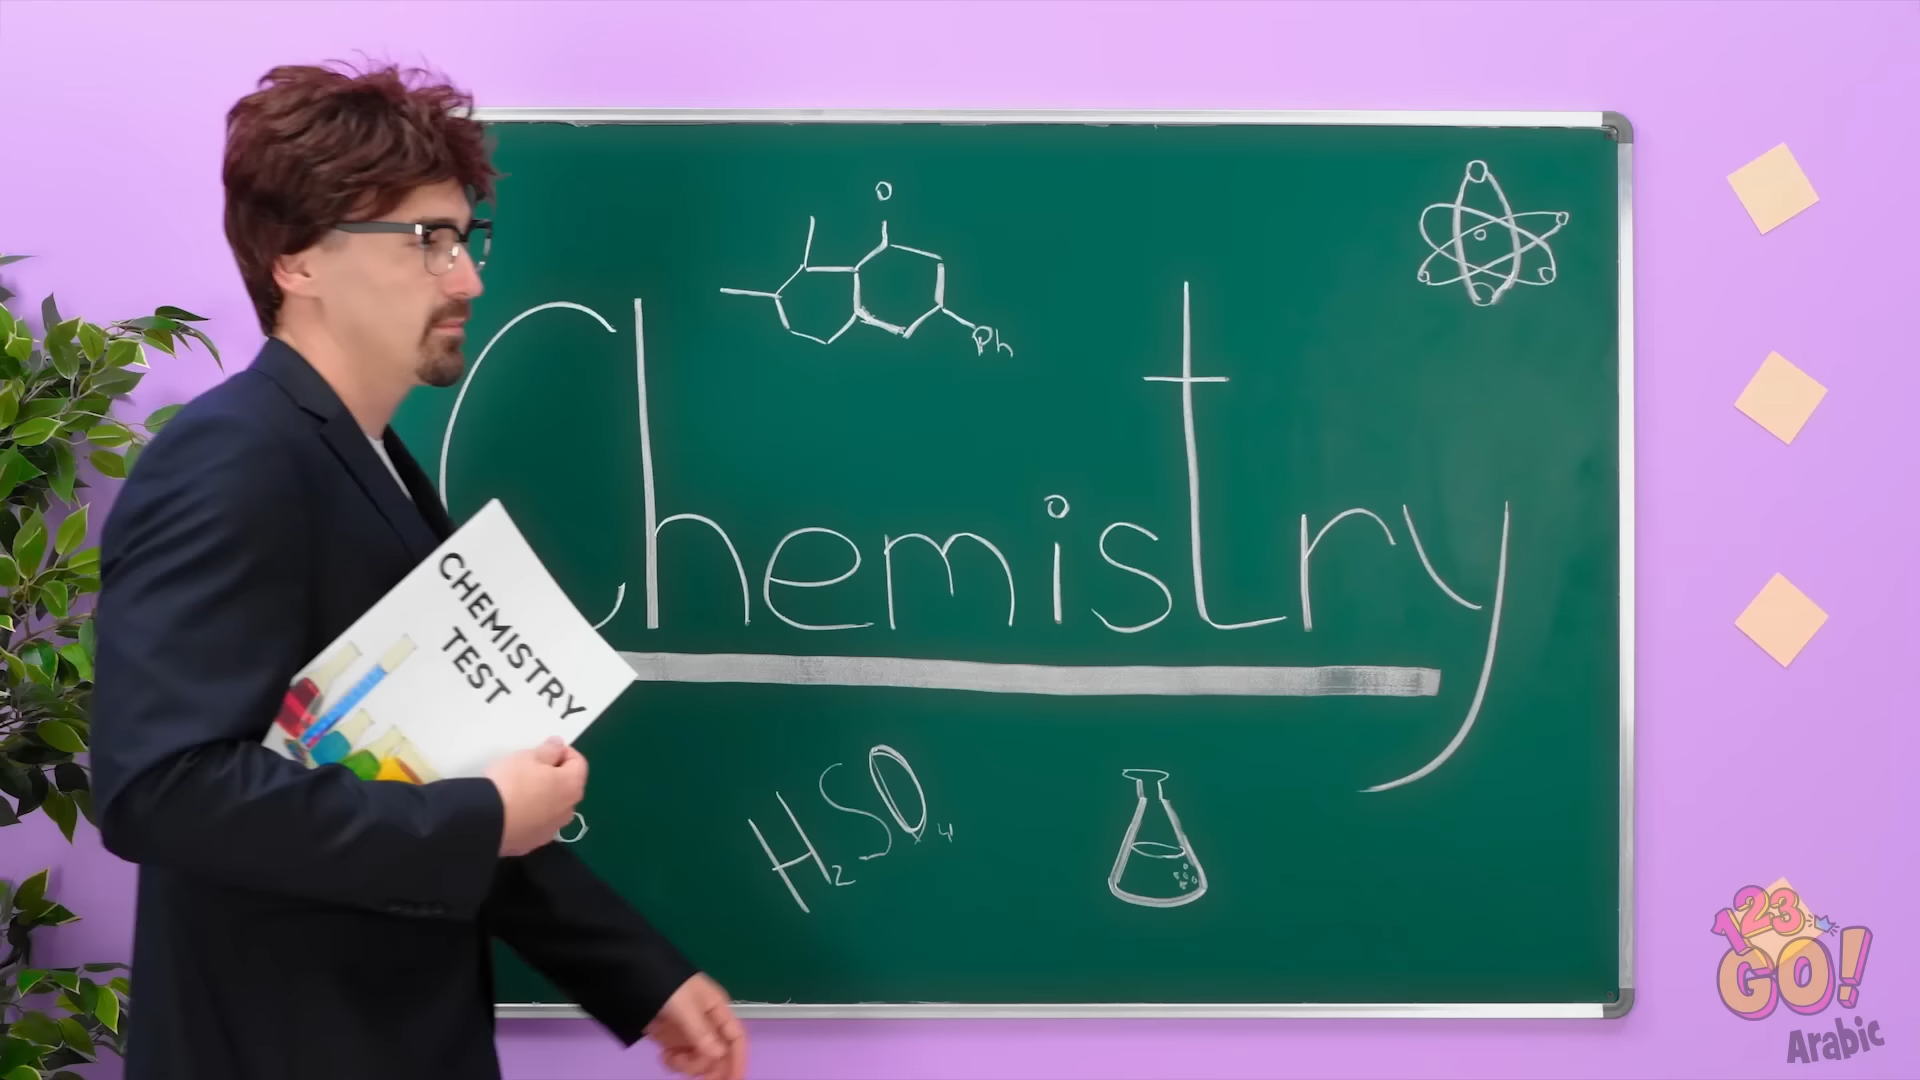 O
Ph
Chemistry
CHEMISTRY
TEST
H₂SO₄
123
GO!
Arabic